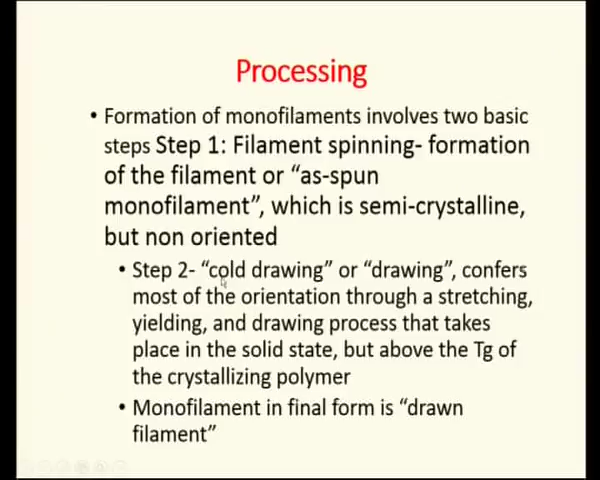 Processing
• Formation of monofilaments involves two basic
steps Step 1: Filament spinning- formation
of the filament or “as-spun
monofilament”, which is semi-crystalline,
but non oriented
• Step 2- “cold drawing” or “drawing”, confers
most of the orientation through a stretching,
yielding, and drawing process that takes
place in the solid state, but above the Tg of
the crystallizing polymer
• Monofilament in final form is “drawn
filament”